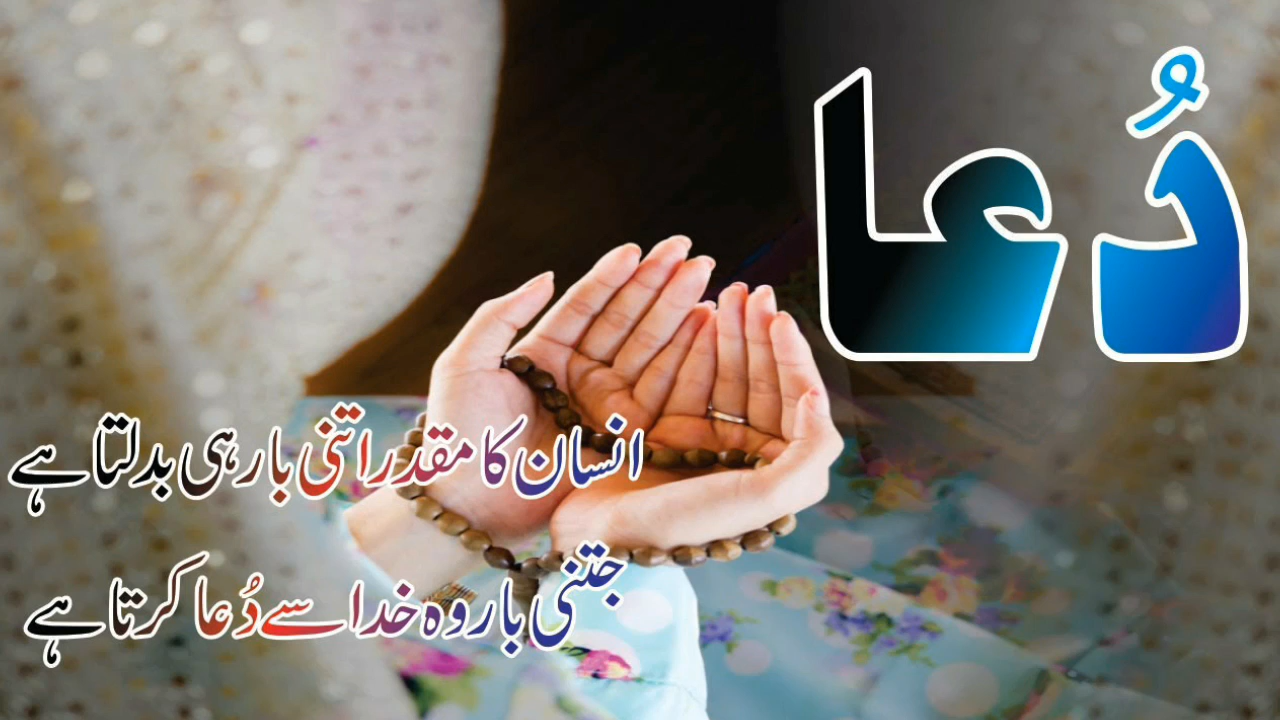 دُعا
انسان کا مقدر اتنی بار ہی بدلتا ہے
جتنی بار وہ خدا سے دُعا کرتا ہے